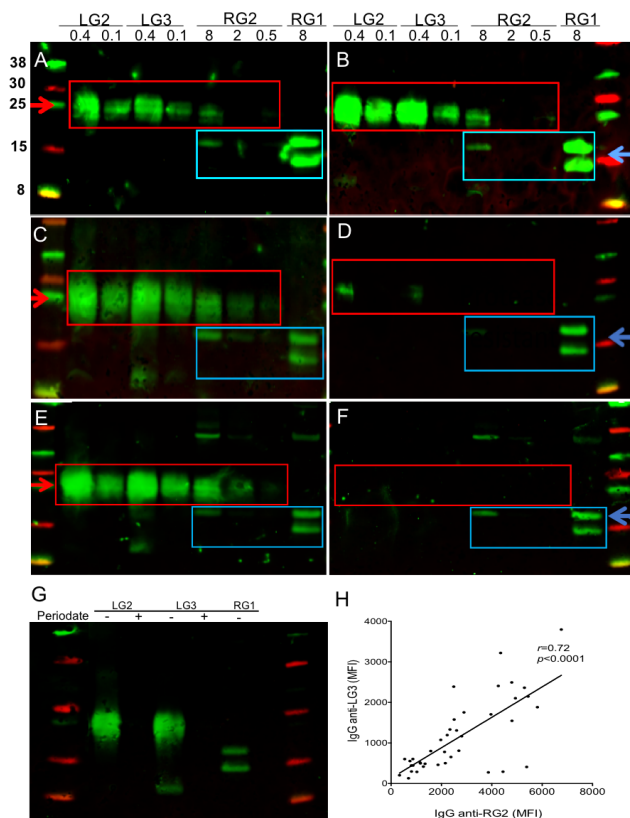 LG2 LG3 RG2 RG1
0.4 0.1 0.4 0.1 8 2 0.5 8
LG2 LG3 RG2 RG1
0.4 0.1 0.4 0.1 8 2 0.5 8
A
B
38
30
25
15
8
C
D
E
F
G
LG2 LG3 RG1
Periodate - + - + -
H
4000
3000
2000
1000
0
IgG anti-LG3 (MFI)
r=0.72
p<0.0001
0 2000 4000 6000 8000
IgG anti-RG2 (MFI)